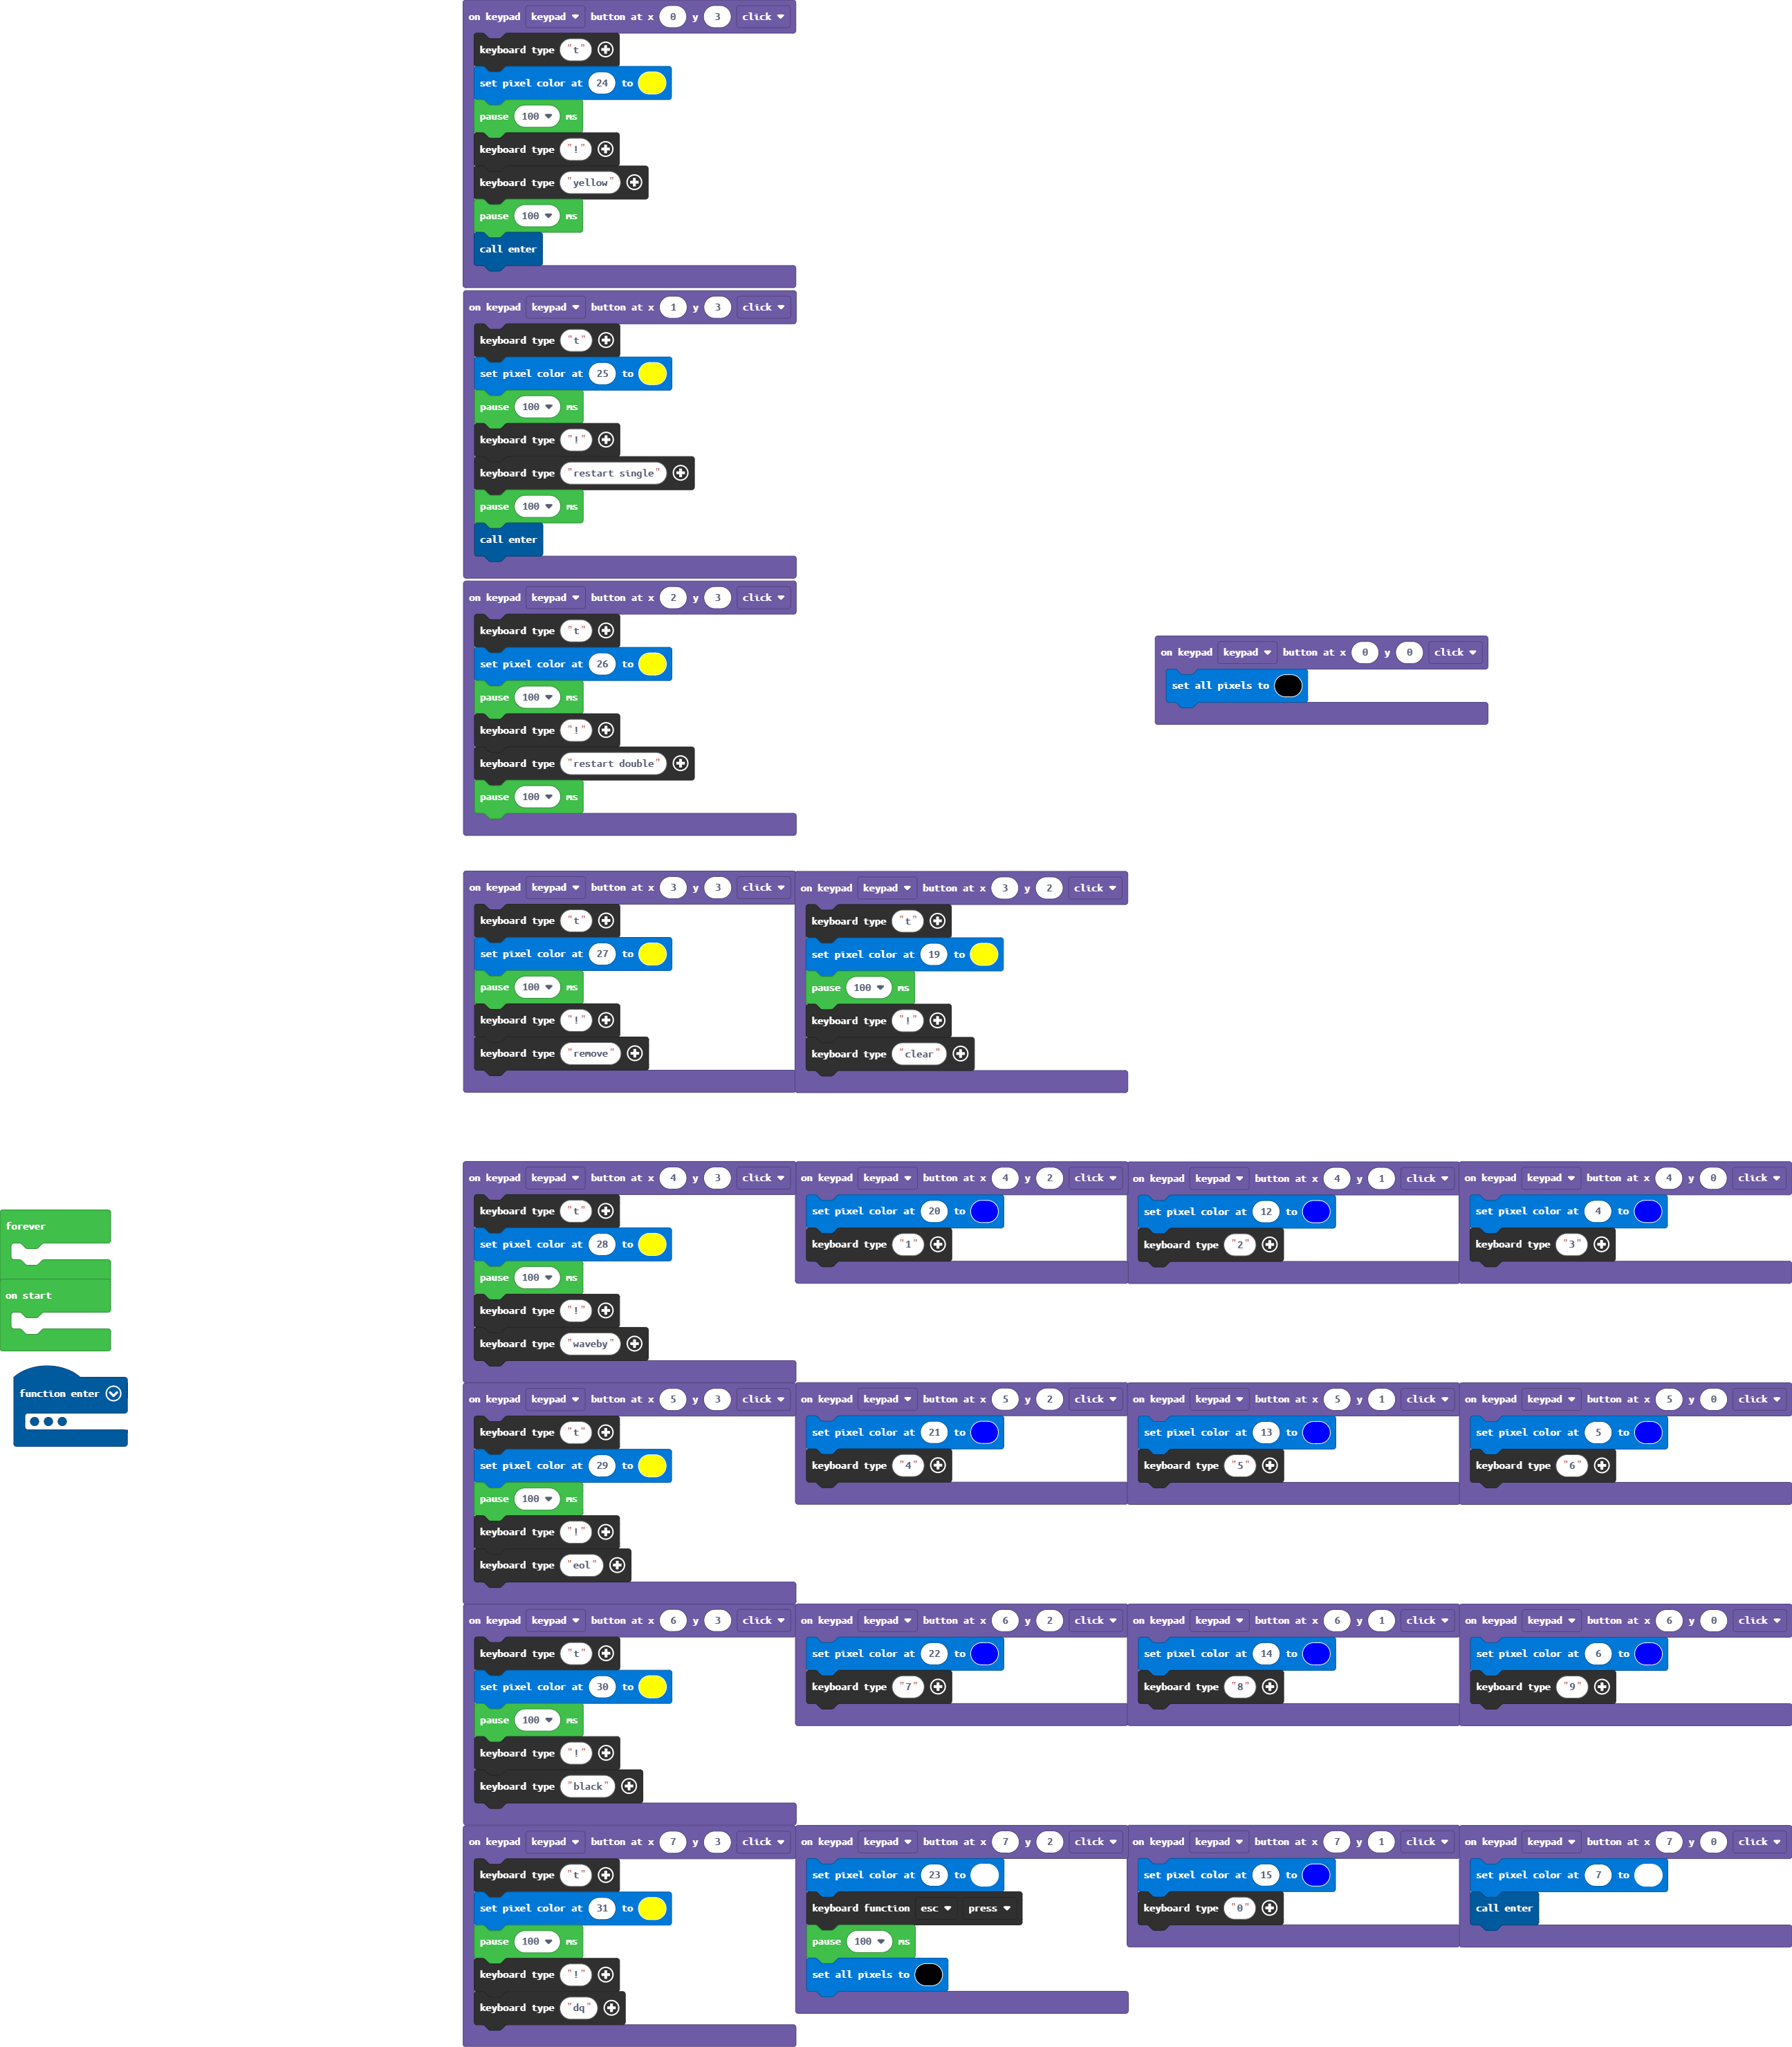 on keypad keypad button at x 0 y 3 click
keyboard type "t"
set pixel color at 24 to
pause 100 ms
keyboard type "!"
keyboard type "yellow"
pause 100 ms
call enter
on keypad keypad button at x 1 y 3 click
keyboard type "t"
set pixel color at 25 to
pause 100 ms
keyboard type "!"
keyboard type "restart single"
pause 100 ms
call enter
on keypad keypad button at x 2 y 3 click
keyboard type "t"
set pixel color at 26 to
pause 100 ms
keyboard type "!"
keyboard type "restart double"
pause 100 ms
on keypad keypad button at x 0 y 0 click
set all pixels to
on keypad keypad button at x 3 y 3 click
keyboard type "t"
set pixel color at 27 to
pause 100 ms
keyboard type "!"
keyboard type "remove"
on keypad keypad button at x 3 y 2 click
keyboard type "t"
set pixel color at 19 to
pause 100 ms
keyboard type "!"
keyboard type "clear"
forever
on start
function enter
on keypad keypad button at x 4 y 3 click
keyboard type "t"
set pixel color at 28 to
pause 100 ms
keyboard type "!"
keyboard type "waveby"
on keypad keypad button at x 4 y 2 click
set pixel color at 20 to
keyboard type "1"
on keypad keypad button at x 4 y 1 click
set pixel color at 12 to
keyboard type "2"
on keypad keypad button at x 4 y 0 click
set pixel color at 4 to
keyboard type "3"
on keypad keypad button at x 5 y 3 click
keyboard type "t"
set pixel color at 29 to
pause 100 ms
keyboard type "!"
keyboard type "eol"
on keypad keypad button at x 5 y 2 click
set pixel color at 21 to
keyboard type "4"
on keypad keypad button at x 5 y 1 click
set pixel color at 13 to
keyboard type "5"
on keypad keypad button at x 5 y 0 click
set pixel color at 5 to
keyboard type "6"
on keypad keypad button at x 6 y 3 click
keyboard type "t"
set pixel color at 30 to
pause 100 ms
keyboard type "!"
keyboard type "black"
on keypad keypad button at x 6 y 2 click
set pixel color at 22 to
keyboard type "7"
on keypad keypad button at x 6 y 1 click
set pixel color at 14 to
keyboard type "8"
on keypad keypad button at x 6 y 0 click
set pixel color at 6 to
keyboard type "9"
on keypad keypad button at x 7 y 3 click
keyboard type "t"
set pixel color at 31 to
pause 100 ms
keyboard type "!"
keyboard type "dq"
on keypad keypad button at x 7 y 2 click
set pixel color at 23 to
keyboard function esc press
pause 100 ms
set all pixels to
on keypad keypad button at x 7 y 1 click
set pixel color at 15 to
keyboard type "0"
on keypad keypad button at x 7 y 0 click
set pixel color at 7 to
call enter